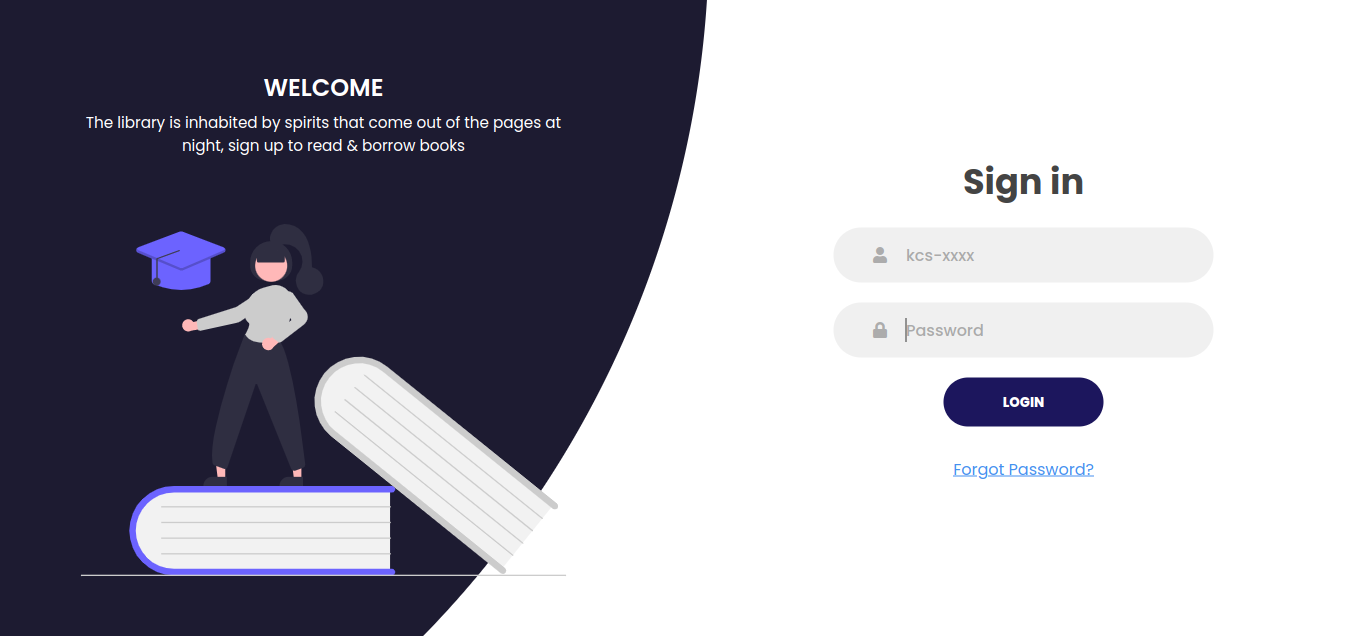 WELCOME
The library is inhabited by spirits that come out of the pages at
night, sign up to read & borrow books
Sign in
kcs-xxxx
Password
LOGIN
Forgot Password?